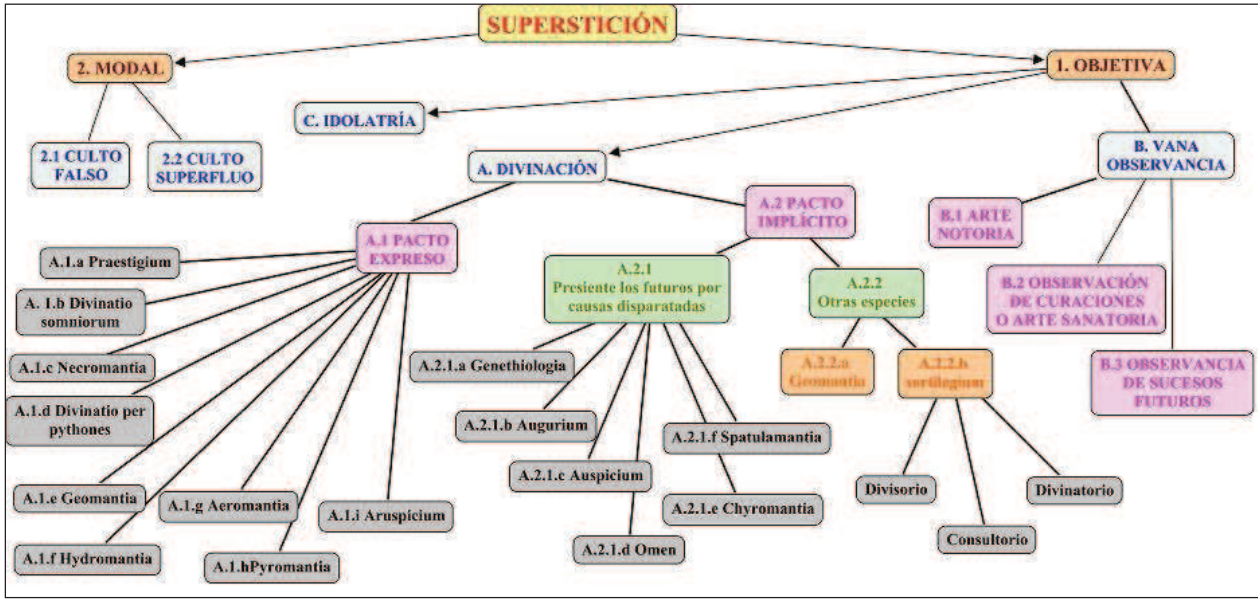 SUPERSTICIÓN
2. MODAL
1. OBJETIVA
C. IDOLATRÍA
2.1 CULTO
FALSO
2.2 CULTO
SUPERFLUO
A. DIVINACIÓN
B. VANA
OBSERVANCIA
A.1 PACTO
EXPRESO
A.2 PACTO
IMPLÍCITO
B.1 ARTE
NOTORIA
B.2 OBSERVACIÓN
DE CURACIONES
O ARTE SANATORIA
B.3 OBSERVANCIA
DE SUCESOS
FUTUROS
A.1.a Praestigium
A. 1.b Divinatio
somniorum
A.1.c Necromantia
A.1.d Divinatio per
pythones
A.1.e Geomantia
A.1.f Hydromantia
A.1.g Aeromantia
A.1.hPyromantia
A.1.i Aruspicium
A.2.1
Presiente los futuros por
causas disparatadas
A.2.2
Otras especies
A.2.1.a Genethiologia
A.2.1.b Augurium
A.2.1.c Auspicium
A.2.1.d Omen
A.2.1.f Spatulamantia
A.2.1.e Chyromantia
A.2.2.a
Geomantia
A.2.2.b
sortilegium
Divisorio
Consultorio
Divinatorio